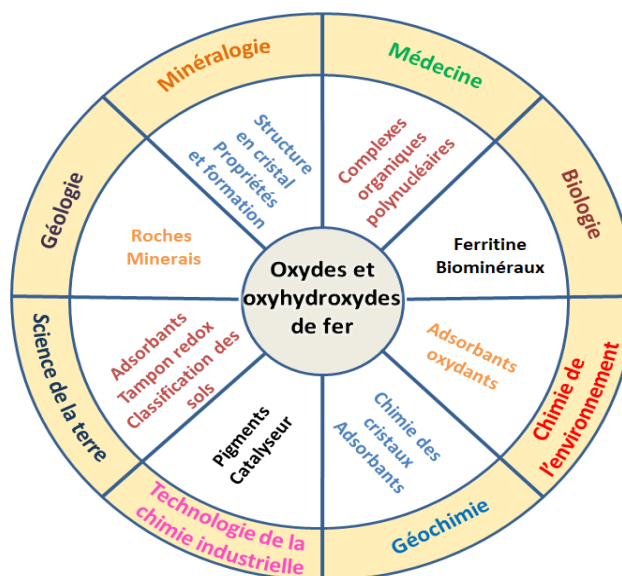 Minéralogie
Médecine
Biologie
Chimie de
l'environnement
Géochimie
Technologie de la
chimie industrielle
Science de la terre
Géologie
Structure
en cristal
Propriétés
et formation
Complexes
organiques
polynucléaires
Ferritine
Biominéraux
Adsorbants
oxydants
Chimie des
cristaux
Adsorbants
Pigments
Catalyseur
Adsorbants
Tampon redox
Classification des
sols
Roches
Minerais
Oxydes et
oxyhydroxydes
de fer